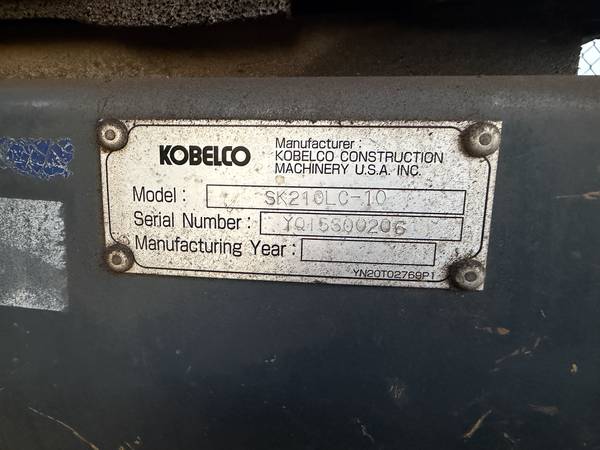 KOBELCO
Manufacturer :
KOBELCO CONSTRUCTION
MACHINERY U.S.A. INC.
Model : SK210LC-10
Serial Number : YQ15S00206
Manufacturing Year :
YN20T02769P1